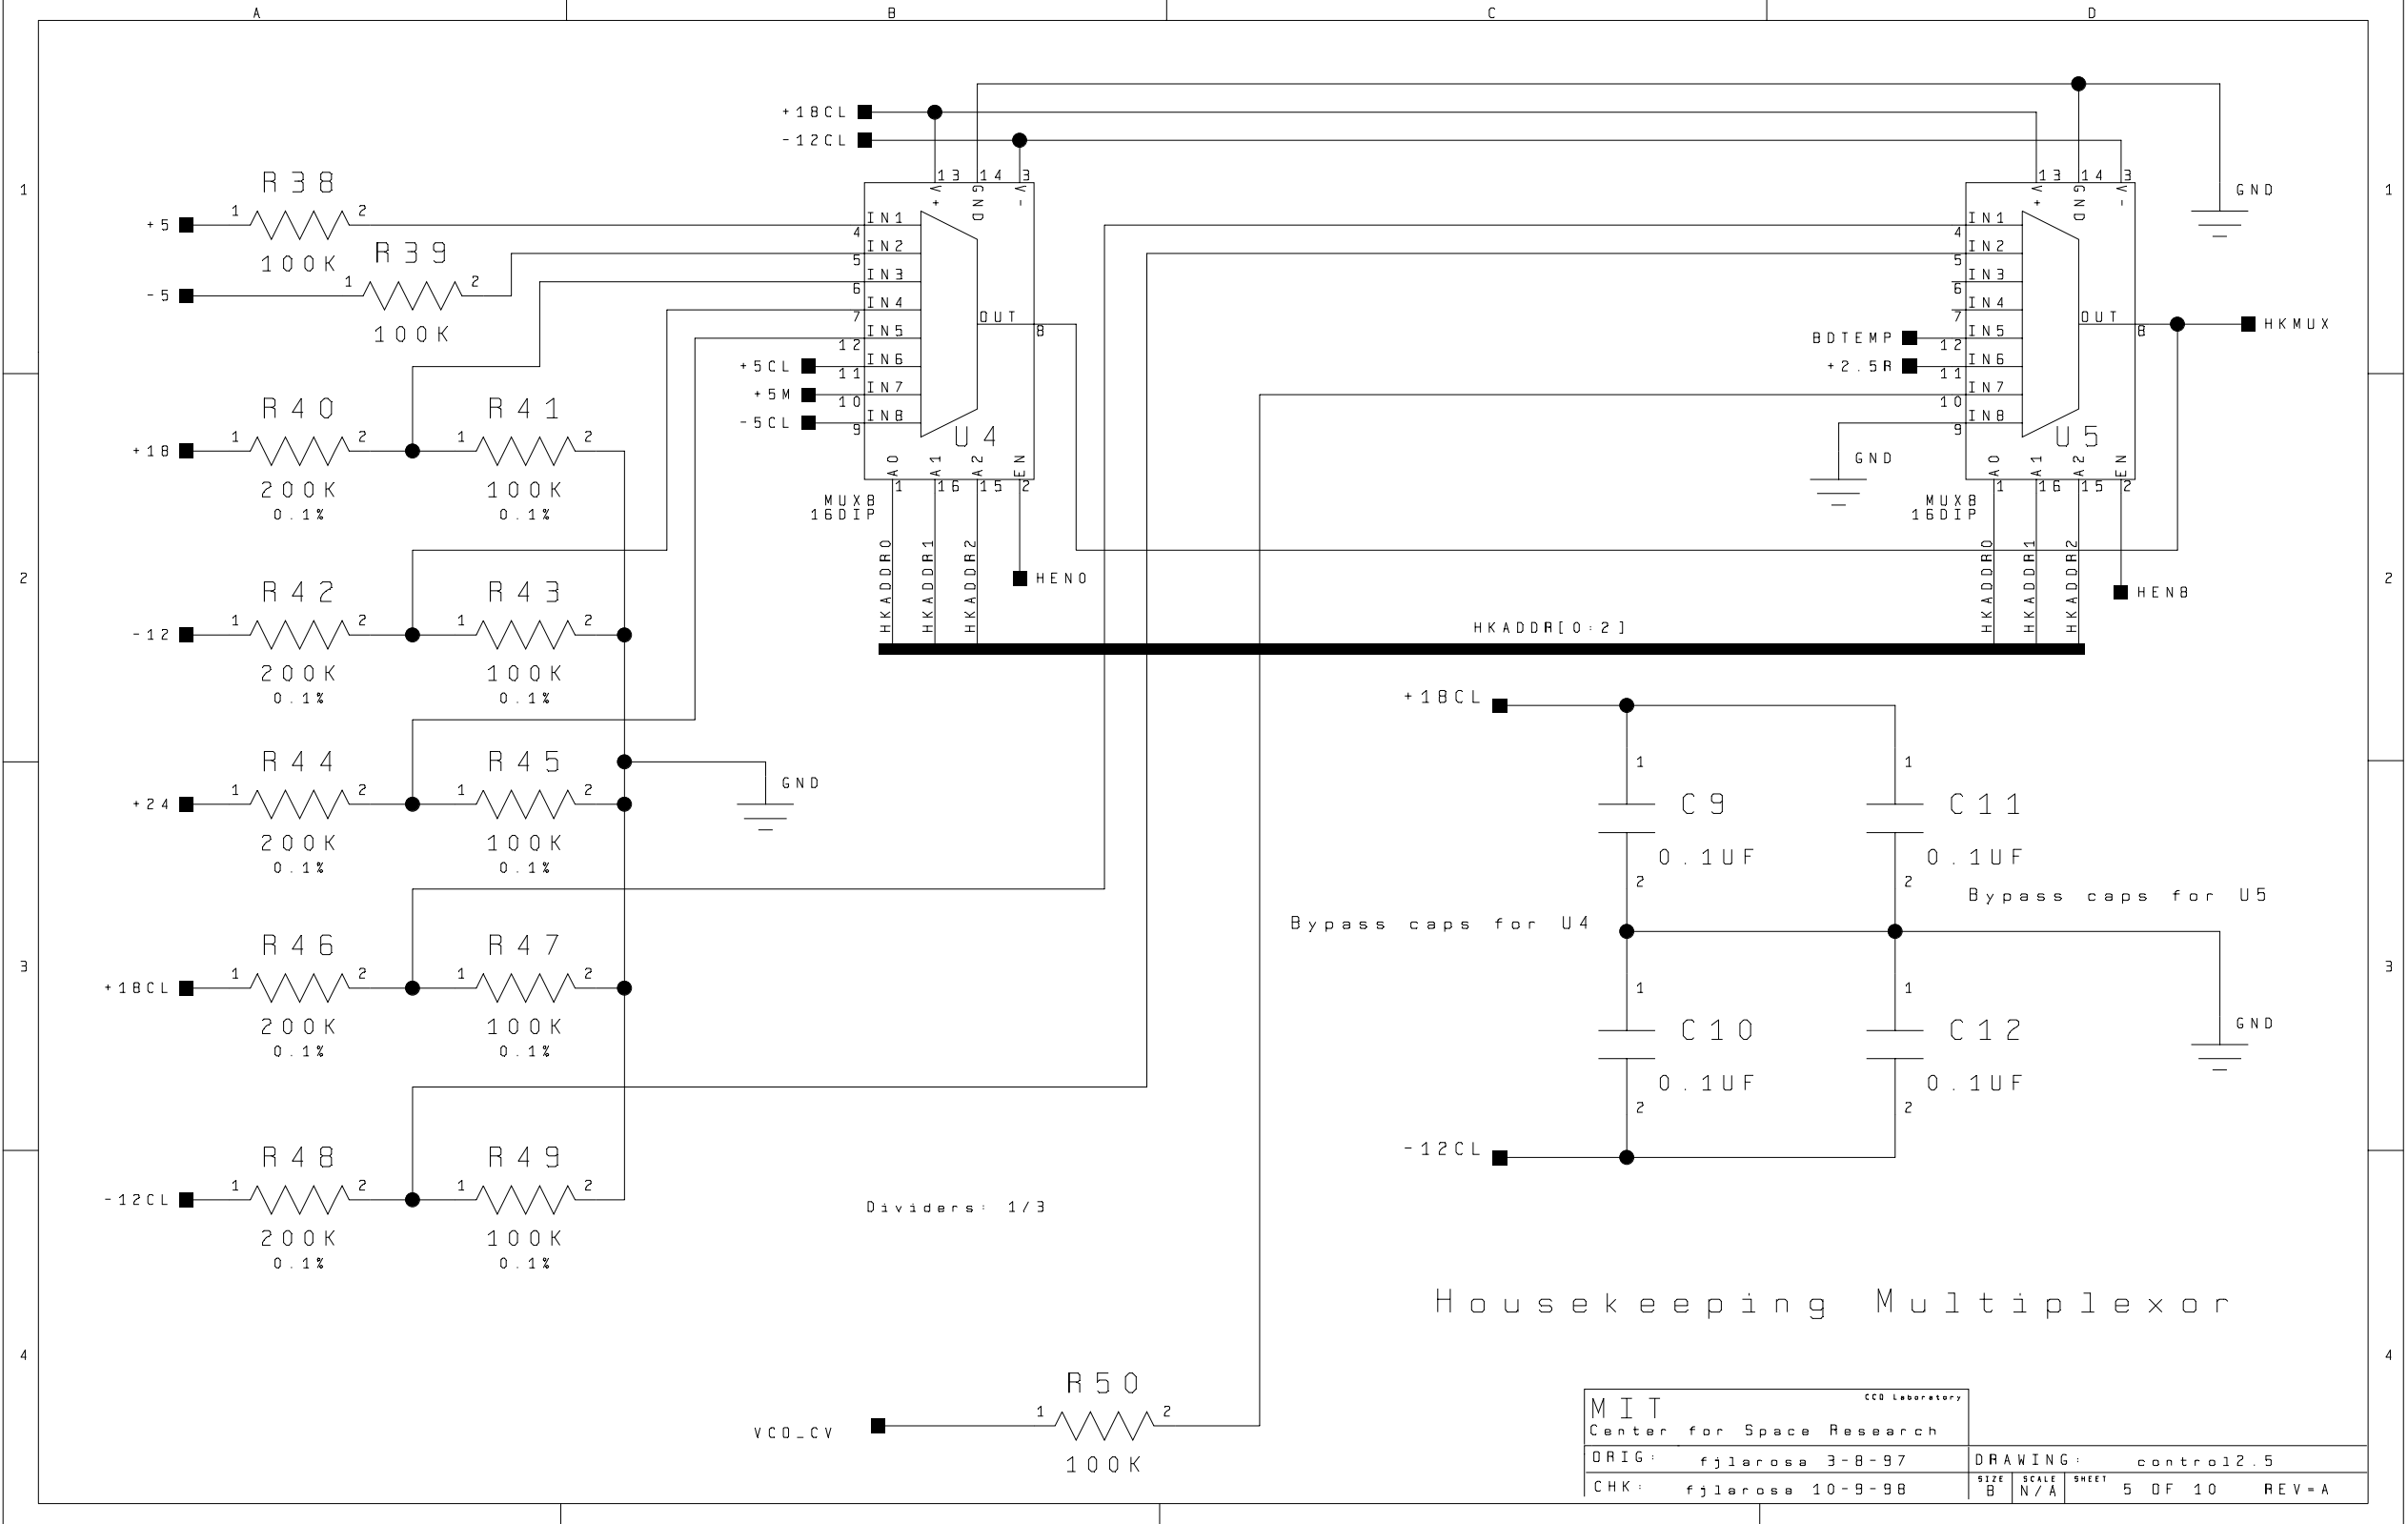 A B C D
1 1
2 2
3 3
4 4
+18CL
-12CL
R38
+5 1 2
100K
R39
-5 1 2
100K
R40 R41
+18 1 2 1 2
200K 100K
0.1% 0.1%
R42 R43
-12 1 2 1 2
200K 100K
0.1% 0.1%
R44 R45
+24 1 2 1 2
200K 100K
0.1% 0.1%
GND
R46 R47
+18CL 1 2 1 2
200K 100K
0.1% 0.1%
R48 R49
-12CL 1 2 1 2
200K 100K
0.1% 0.1%
13 14 3
V+ GND V-
IN1 4
IN2 5
IN3 6
IN4 7
IN5 12
+5CL IN6 11
+5M IN7 10
-5CL IN8 9
OUT 8
U4
A0 A1 A2 EN
1 16 15 2
MUX8
16DIP
HKADDR0 HKADDR1 HKADDR2
HEN0
13 14 3
V+ GND V-
GND
IN1 4
IN2 5
IN3 6
IN4 7
BDTEMP IN5 12
+2.5R IN6 11
IN7 10
IN8 9
OUT 8
HKMUX
U5
GND
A0 A1 A2 EN
1 16 15 2
MUX8
16DIP
HKADDR0 HKADDR1 HKADDR2
HEN8
HKADDR[0:2]
+18CL
1 1
C9 C11
0.1UF 0.1UF
2 2
Bypass caps for U5
Bypass caps for U4
1 1
C10 C12
GND
0.1UF 0.1UF
2 2
-12CL
Dividers: 1/3
Housekeeping Multiplexor
R50
VCO_CV 1 2
100K
MIT CCD Laboratory
Center for Space Research
ORIG: fjlarosa 3-8-97 DRAWING: control2.5
CHK: fjlarosa 10-9-98 SIZE B SCALE N/A SHEET 5 OF 10 REV=A